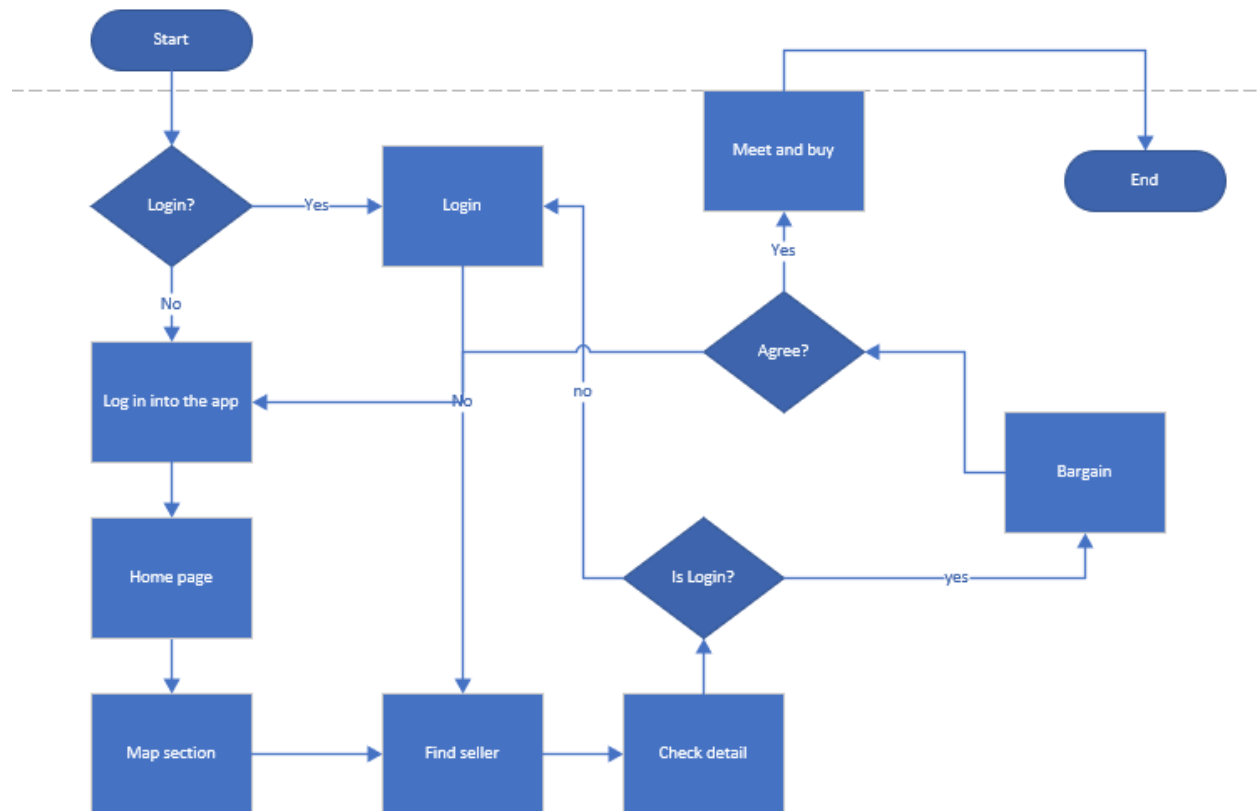 Start
Login?
Yes
Login
Meet and buy
End
No
Yes
Log in into the app
No
no
Agree?
Bargain
Home page
Is Login?
yes
Map section
Find seller
Check detail